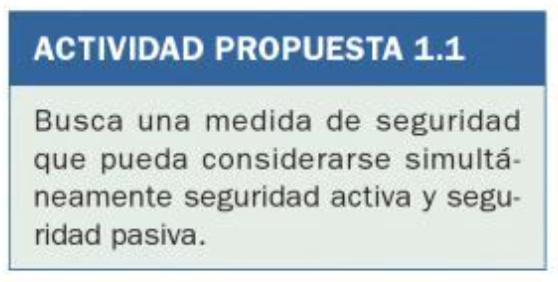 ACTIVIDAD PROPUESTA 1.1
Busca una medida de seguridad
que pueda considerarse simultá-
neamente seguridad activa y segu-
ridad pasiva.